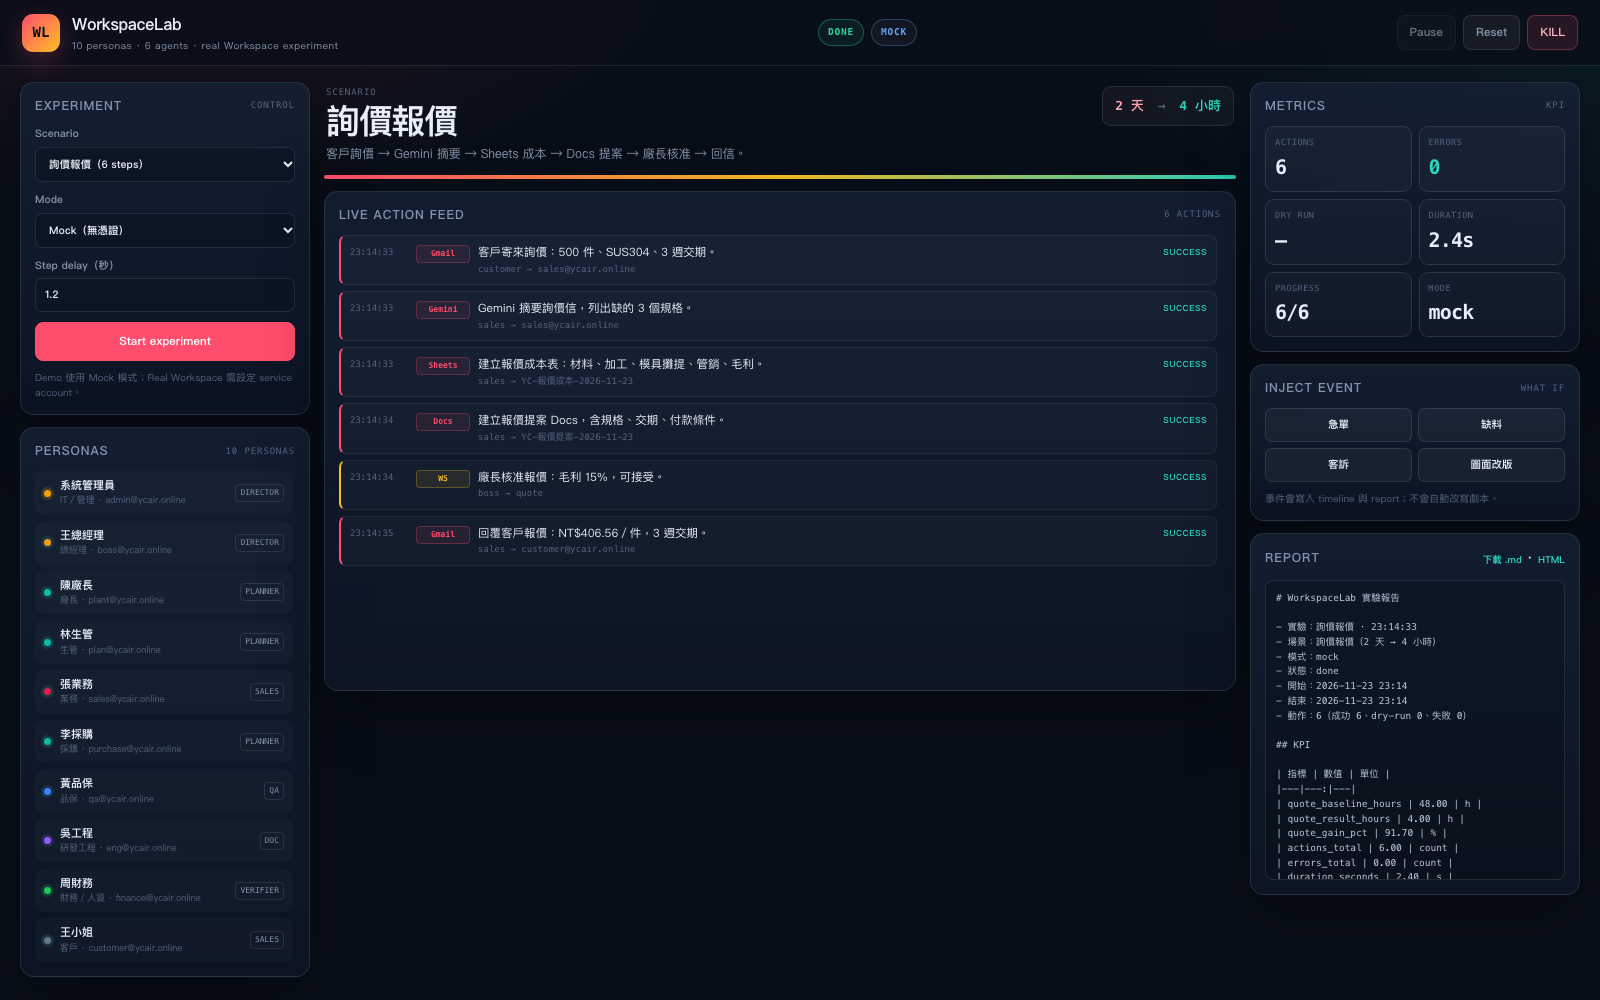 WL
WorkspaceLab
10 personas · 6 agents · real Workspace experiment
DONE
MOCK
Pause
Reset
KILL
EXPERIMENT
CONTROL
Scenario
詢價報價 (6 steps)
Mode
Mock (無憑證)
Step delay (秒)
1.2
Start experiment
Demo 使用 Mock 模式；Real Workspace 需設定 service
account。
PERSONAS
10 PERSONAS
系統管理員
IT / 管理 · admin@ycair.online
DIRECTOR
王總經理
總經理 · boss@ycair.online
DIRECTOR
陳廠長
廠長 · plant@ycair.online
PLANNER
林生管
生管 · plan@ycair.online
PLANNER
張業務
業務 · sales@ycair.online
SALES
李採購
採購 · purchase@ycair.online
PLANNER
黃品保
品保 · qa@ycair.online
QA
吳工程
研發工程 · eng@ycair.online
DOC
周財務
財務 / 人資 · finance@ycair.online
VERIFIER
王小姐
客戶 · customer@ycair.online
SALES
SCENARIO
詢價報價
客戶詢價 → Gemini 摘要 → Sheets 成本 → Docs 提案 → 廠長核准 → 回信。
2 天 → 4 小時
LIVE ACTION FEED
6 ACTIONS
23:14:33
Gmail
客戶寄來詢價：500 件、SUS304、3 週交期。
customer → sales@ycair.online
SUCCESS
23:14:33
Gemini
Gemini 摘要詢價信，列出缺的 3 個規格。
sales → sales@ycair.online
SUCCESS
23:14:33
Sheets
建立報價成本表：材料、加工、模具攤提、管銷、毛利。
sales → YC-報價成本-2026-11-23
SUCCESS
23:14:34
Docs
建立報價提案 Docs，含規格、交期、付款條件。
sales → YC-報價提案-2026-11-23
SUCCESS
23:14:34
WS
廠長核准報價：毛利 15%，可接受。
boss → quote
SUCCESS
23:14:35
Gmail
回覆客戶報價：NT$406.56 / 件，3 週交期。
sales → customer@ycair.online
SUCCESS
METRICS
KPI
ACTIONS
6
ERRORS
0
DRY RUN
—
DURATION
2.4s
PROGRESS
6/6
MODE
mock
INJECT EVENT
WHAT IF
急單
缺料
客訴
圖面改版
事件會寫入 timeline 與 report；不會自動改寫劇本。
REPORT
下載 .md · HTML
# WorkspaceLab 實驗報告
- 實驗：詢價報價 · 23:14:33
- 場景：詢價報價（2 天 → 4 小時）
- 模式：mock
- 狀態：done
- 開始：2026-11-23 23:14
- 結束：2026-11-23 23:14
- 動作：6（成功 6、dry-run 0、失敗 0）
## KPI
| 指標 | 數值 | 單位 |
|---|---:|---|
| quote_baseline_hours | 48.00 | h |
| quote_result_hours | 4.00 | h |
| quote_gain_pct | 91.70 | % |
| actions_total | 6.00 | count |
| errors_total | 0.00 | count |
| duration_seconds | 2.40 | s |